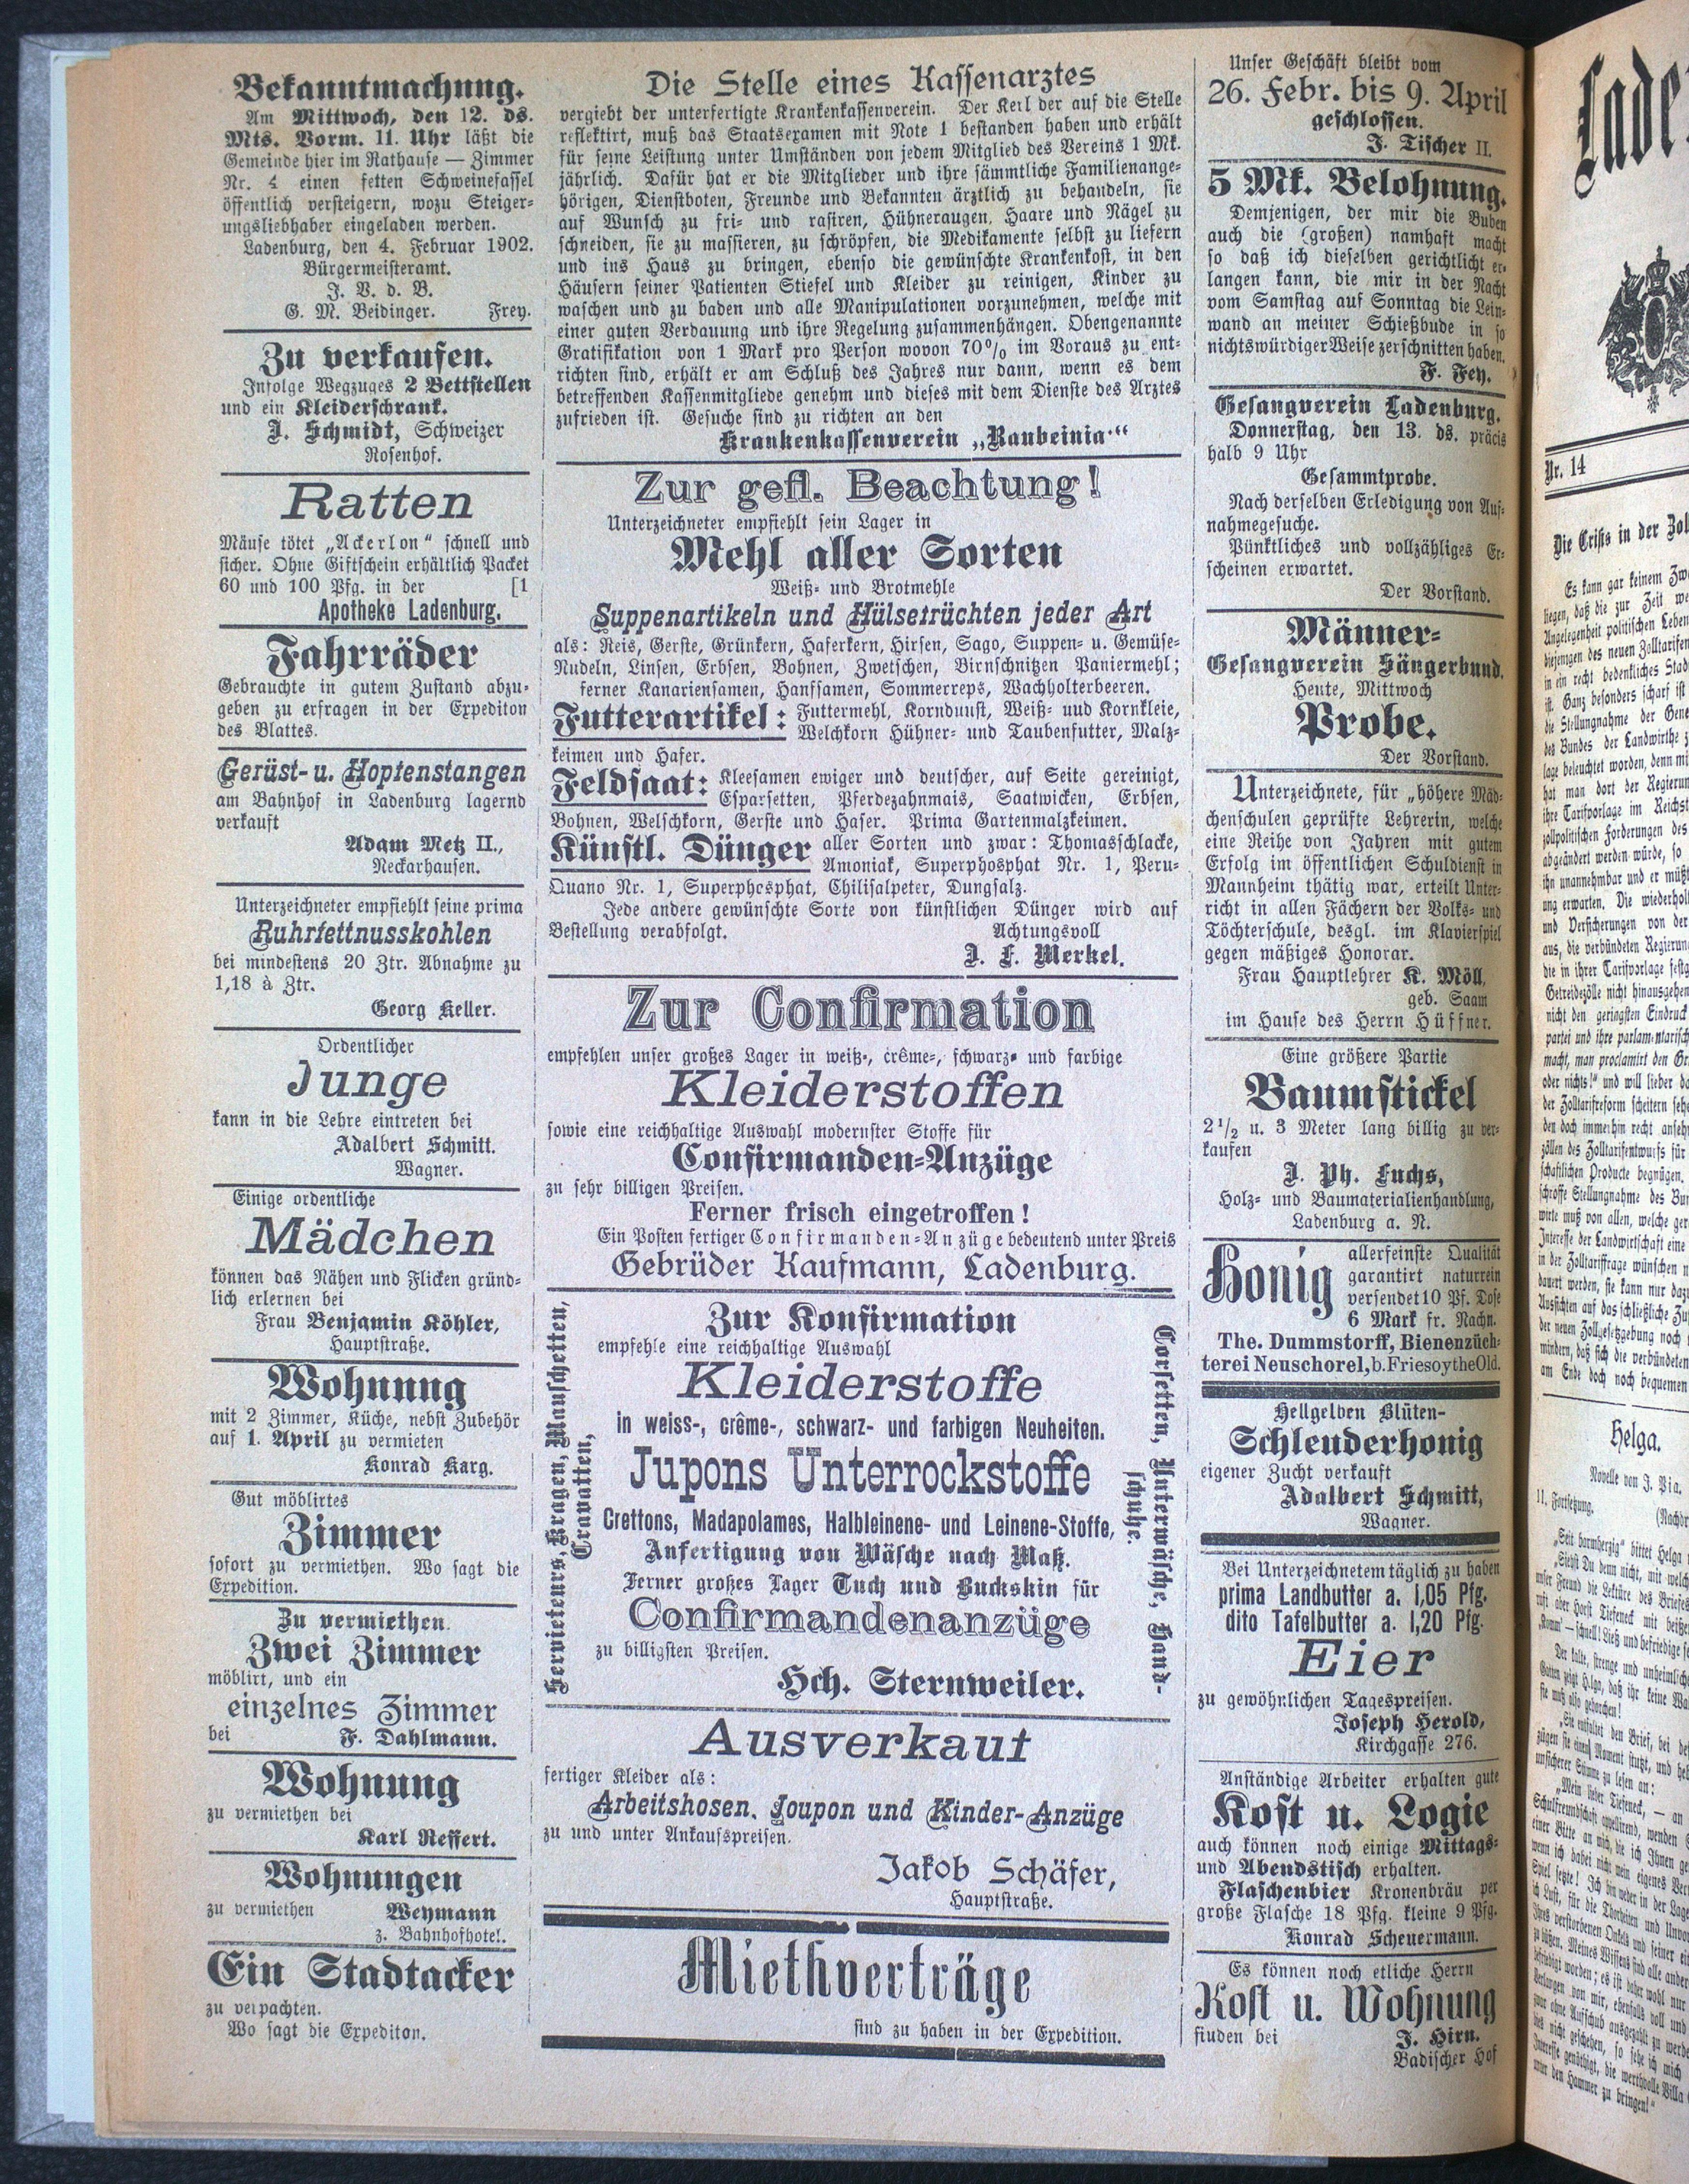 Bekanntmachung.
Am Mittwoch, den 12. ds.
Mts. Vorm. 11. Uhr läßt die
Gemeinde hier im Rathause — Zimmer
Nr. 4 einen fetten Schweinefassel
öffentlich versteigern, wozu Steiger-
ungsliebhaber eingeladen werden.
Ladenburg, den 4. Februar 1902.
Bürgermeisteramt.
J. V. d. B.
G. M. Beidinger. Frey.
Zu verkaufen.
Infolge Wegzuges 2 Bettstellen
und ein Kleiderschrank.
J. Schmidt, Schweizer
Rosenhof.
Ratten
Mäuse tötet „Ackerlon“ schnell und
sicher. Ohne Giftschein erhältlich Packet
60 und 100 Pfg. in der [1
Apotheke Ladenburg.
Fahrräder
Gebrauchte in gutem Zustand abzu-
geben zu erfragen in der Expediton
des Blattes.
Gerüst- u. Hopfenstangen
am Bahnhof in Ladenburg lagernd
verkauft
Adam Metz II.,
Neckarhausen.
Unterzeichneter empfiehlt seine prima
Ruhrfettnusskohlen
bei mindestens 20 Ztr. Abnahme zu
1,18 à Ztr.
Georg Keller.
Ordentlicher
Junge
kann in die Lehre eintreten bei
Adalbert Schmitt.
Wagner.
Einige ordentliche
Mädchen
können das Nähen und Flicken gründ-
lich erlernen bei
Frau Benjamin Köhler,
Hauptstraße.
Wohnung
mit 2 Zimmer, Küche, nebst Zubehör
auf 1. April zu vermieten
Konrad Karg.
Gut möblirtes
Zimmer
sofort zu vermiethen. Wo sagt die
Expedition.
Zu vermiethen.
Zwei Zimmer
möblirt, und ein
einzelnes Zimmer
bei F. Dahlmann.
Wohnung
zu vermiethen bei
Karl Neffert.
Wohnungen
zu vermiethen Weymann
z. Bahnhofhotel.
Ein Stadtacker
zu verpachten.
Wo sagt die Expediton.
Die Stelle eines Kassenarztes
vergiebt der unterfertigte Krankenkassenverein. Der Kerl der auf die Stelle
reflektirt, muß das Staatsexamen mit Note 1 bestanden haben und erhält
für seine Leistung unter Umständen von jedem Mitglied des Vereins 1 Mk.
jährlich. Dafür hat er die Mitglieder und ihre sämmtliche Familienange-
hörigen, Dienstboten, Freunde und Bekannten ärztlich zu behandeln, sie
auf Wunsch zu fri- und rasiren, Hühneraugen, Haare und Nägel zu
schneiden, sie zu massieren, zu schröpfen, die Medikamente selbst zu liefern
und ins Haus zu bringen, ebenso die gewünschte Krankenkost, in den
Häusern seiner Patienten Stiefel und Kleider zu reinigen, Kinder zu
waschen und zu baden und alle Manipulationen vorzunehmen, welche mit
einer guten Verdauung und ihre Regelung zusammenhängen. Obengenannte
Gratifikation von 1 Mark pro Person wovon 70% im Voraus zu ent-
richten sind, erhält er am Schluß des Jahres nur dann, wenn es dem
betreffenden Kassenmitgliede genehm und dieses mit dem Dienste des Arztes
zufrieden ist. Gesuche sind zu richten an den
Krankenkassenverein „Raubeinia“
Zur gefl. Beachtung!
Unterzeichneter empfiehlt sein Lager in
Mehl aller Sorten
Weiß- und Brotmehle
Suppenartikeln und Hülsefrüchten jeder Art
als: Reis, Gerste, Grünkern, Haferkern, Hirsen, Sago, Suppen- u. Gemüse-
Nudeln, Linsen, Erbsen, Bohnen, Zwetschen, Birnschnitzen Paniermehl;
ferner Kanariensamen, Hanfsamen, Sommerreps, Wachholterbeeren.
Futterartikel: Futtermehl, Korndunst, Weiß- und Kornkleie,
Welchkorn Hühner- und Taubenfutter, Malz-
keimen und Hafer.
Feldsaat: Kleesamen ewiger und deutscher, auf Seite gereinigt,
Esparsetten, Pferdezahnmais, Saatwicken, Erbsen,
Bohnen, Welschkorn, Gerste und Hafer. Prima Gartenmalzkeimen.
Künstl. Dünger aller Sorten und zwar: Thomasschlacke,
Amoniak, Superphosphat Nr. 1, Peru-
Quano Nr. 1, Superphosphat, Chilisalpeter, Dungsalz.
Jede andere gewünschte Sorte von künstlichen Dünger wird auf
Bestellung verabfolgt. Achtungsvoll
J. F. Merkel.
Zur Confirmation
empfehlen unser großes Lager in weiß-, crême-, schwarz- und farbige
Kleiderstoffen
sowie eine reichhaltige Auswahl modernster Stoffe für
Confirmanden-Anzüge
zu sehr billigen Preisen.
Ferner frisch eingetroffen!
Ein Posten fertiger Confirmanden-Anzüge bedeutend unter Preis
Gebrüder Kaufmann, Ladenburg.
Servieteurs, Kragen, Manschetten,
Cravatten,
Zur Konfirmation
empfehle eine reichhaltige Auswahl
Kleiderstoffe
in weiss-, crême-, schwarz- und farbigen Neuheiten.
Jupons Unterrockstoffe
Crettons, Madapolames, Halbleinene- und Leinene-Stoffe,
Anfertigung von Wäsche nach Maß.
Ferner großes Lager Tuch und Buckskin für
Confirmandenanzüge
zu billigsten Preisen.
Hch. Sternweiler.
Corsetten, Unterwäsche, Hand-
schuhe.
Ausverkauf
fertiger Kleider als:
Arbeitshosen, Joupon und Kinder-Anzüge
zu und unter Ankaufspreisen.
Jakob Schäfer,
Hauptstraße.
Miethverträge
sind zu haben in der Expedition.
Unser Geschäft bleibt vom
26. Febr. bis 9. April
geschlossen.
J. Tischer II.
5 Mk. Belohnung.
Demjenigen, der mir die Buben
auch die (großen) namhaft macht
so daß ich dieselben gerichtlicht er-
langen kann, die mir in der Nacht
vom Samstag auf Sonntag die Lein-
wand an meiner Schießbude in so
nichtswürdiger Weise zerschnitten haben.
F. Fey.
Gesangverein Ladenburg.
Donnerstag, den 13. ds. präcis
halb 9 Uhr
Gesammtprobe.
Nach derselben Erledigung von Auf-
nahmegesuche.
Pünktliches und vollzähliges Er-
scheinen erwartet.
Der Vorstand.
Männer-
Gesangverein Sängerbund.
Heute, Mittwoch
Probe.
Der Vorstand.
Unterzeichnete, für „höhere Mäd-
chenschulen geprüfte Lehrerin, welche
eine Reihe von Jahren mit gutem
Erfolg im öffentlichen Schuldienst in
Mannheim thätig war, erteilt Unter-
richt in allen Fächern der Volks- und
Töchterschule, desgl. im Klavierspiel
gegen mäßiges Honorar.
Frau Hauptlehrer K. Möll,
geb. Saam
im Hause des Herrn Hüffner.
Eine größere Partie
Baumstickel
2½ u. 3 Meter lang billig zu ver-
kaufen
J. Ph. Fuchs,
Holz- und Baumaterialienhandlung,
Ladenburg a. N.
Honig allerfeinste Qualität
garantirt naturrein
versendet 10 Pf. Dose
6 Mark fr. Nachn.
The. Dummstorff, Bienenzüch-
terei Neuschorel, b. Friesoythe Old.
Hellgelben Blüten-
Schleuderhonig
eigener Zucht verkauft
Adalbert Schmitt,
Wagner.
Bei Unterzeichnetem täglich zu haben
prima Landbutter a. 1,05 Pfg.
dito Tafelbutter a. 1,20 Pfg.
Eier
zu gewöhnlichen Tagespreisen.
Joseph Herold,
Kirchgasse 276.
Anständige Arbeiter erhalten gute
Kost u. Logie
auch können noch einige Mittags-
und Abendstisch erhalten.
Flaschenbier Kronenbräu per
große Flasche 18 Pfg. kleine 9 Pfg.
Konrad Scheuermann.
Es können noch etliche Herrn
Kost u. Wohnung
finden bei J. Hirn.
Badischer Hof
Lade
Nr. 14
Die Crisis in der Zoll
Helga.
Novelle von J. Pia.
11. Fortsetzung.